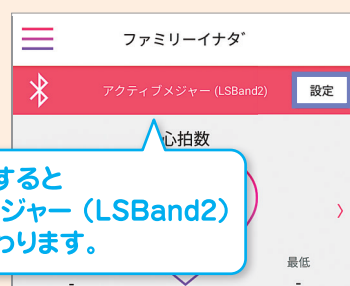 ファミリーイナダ
アクティブメジャー (LSBand2)
設定
心拍数
すると
ジャー（LSBand2）
わります。
最低
-
-